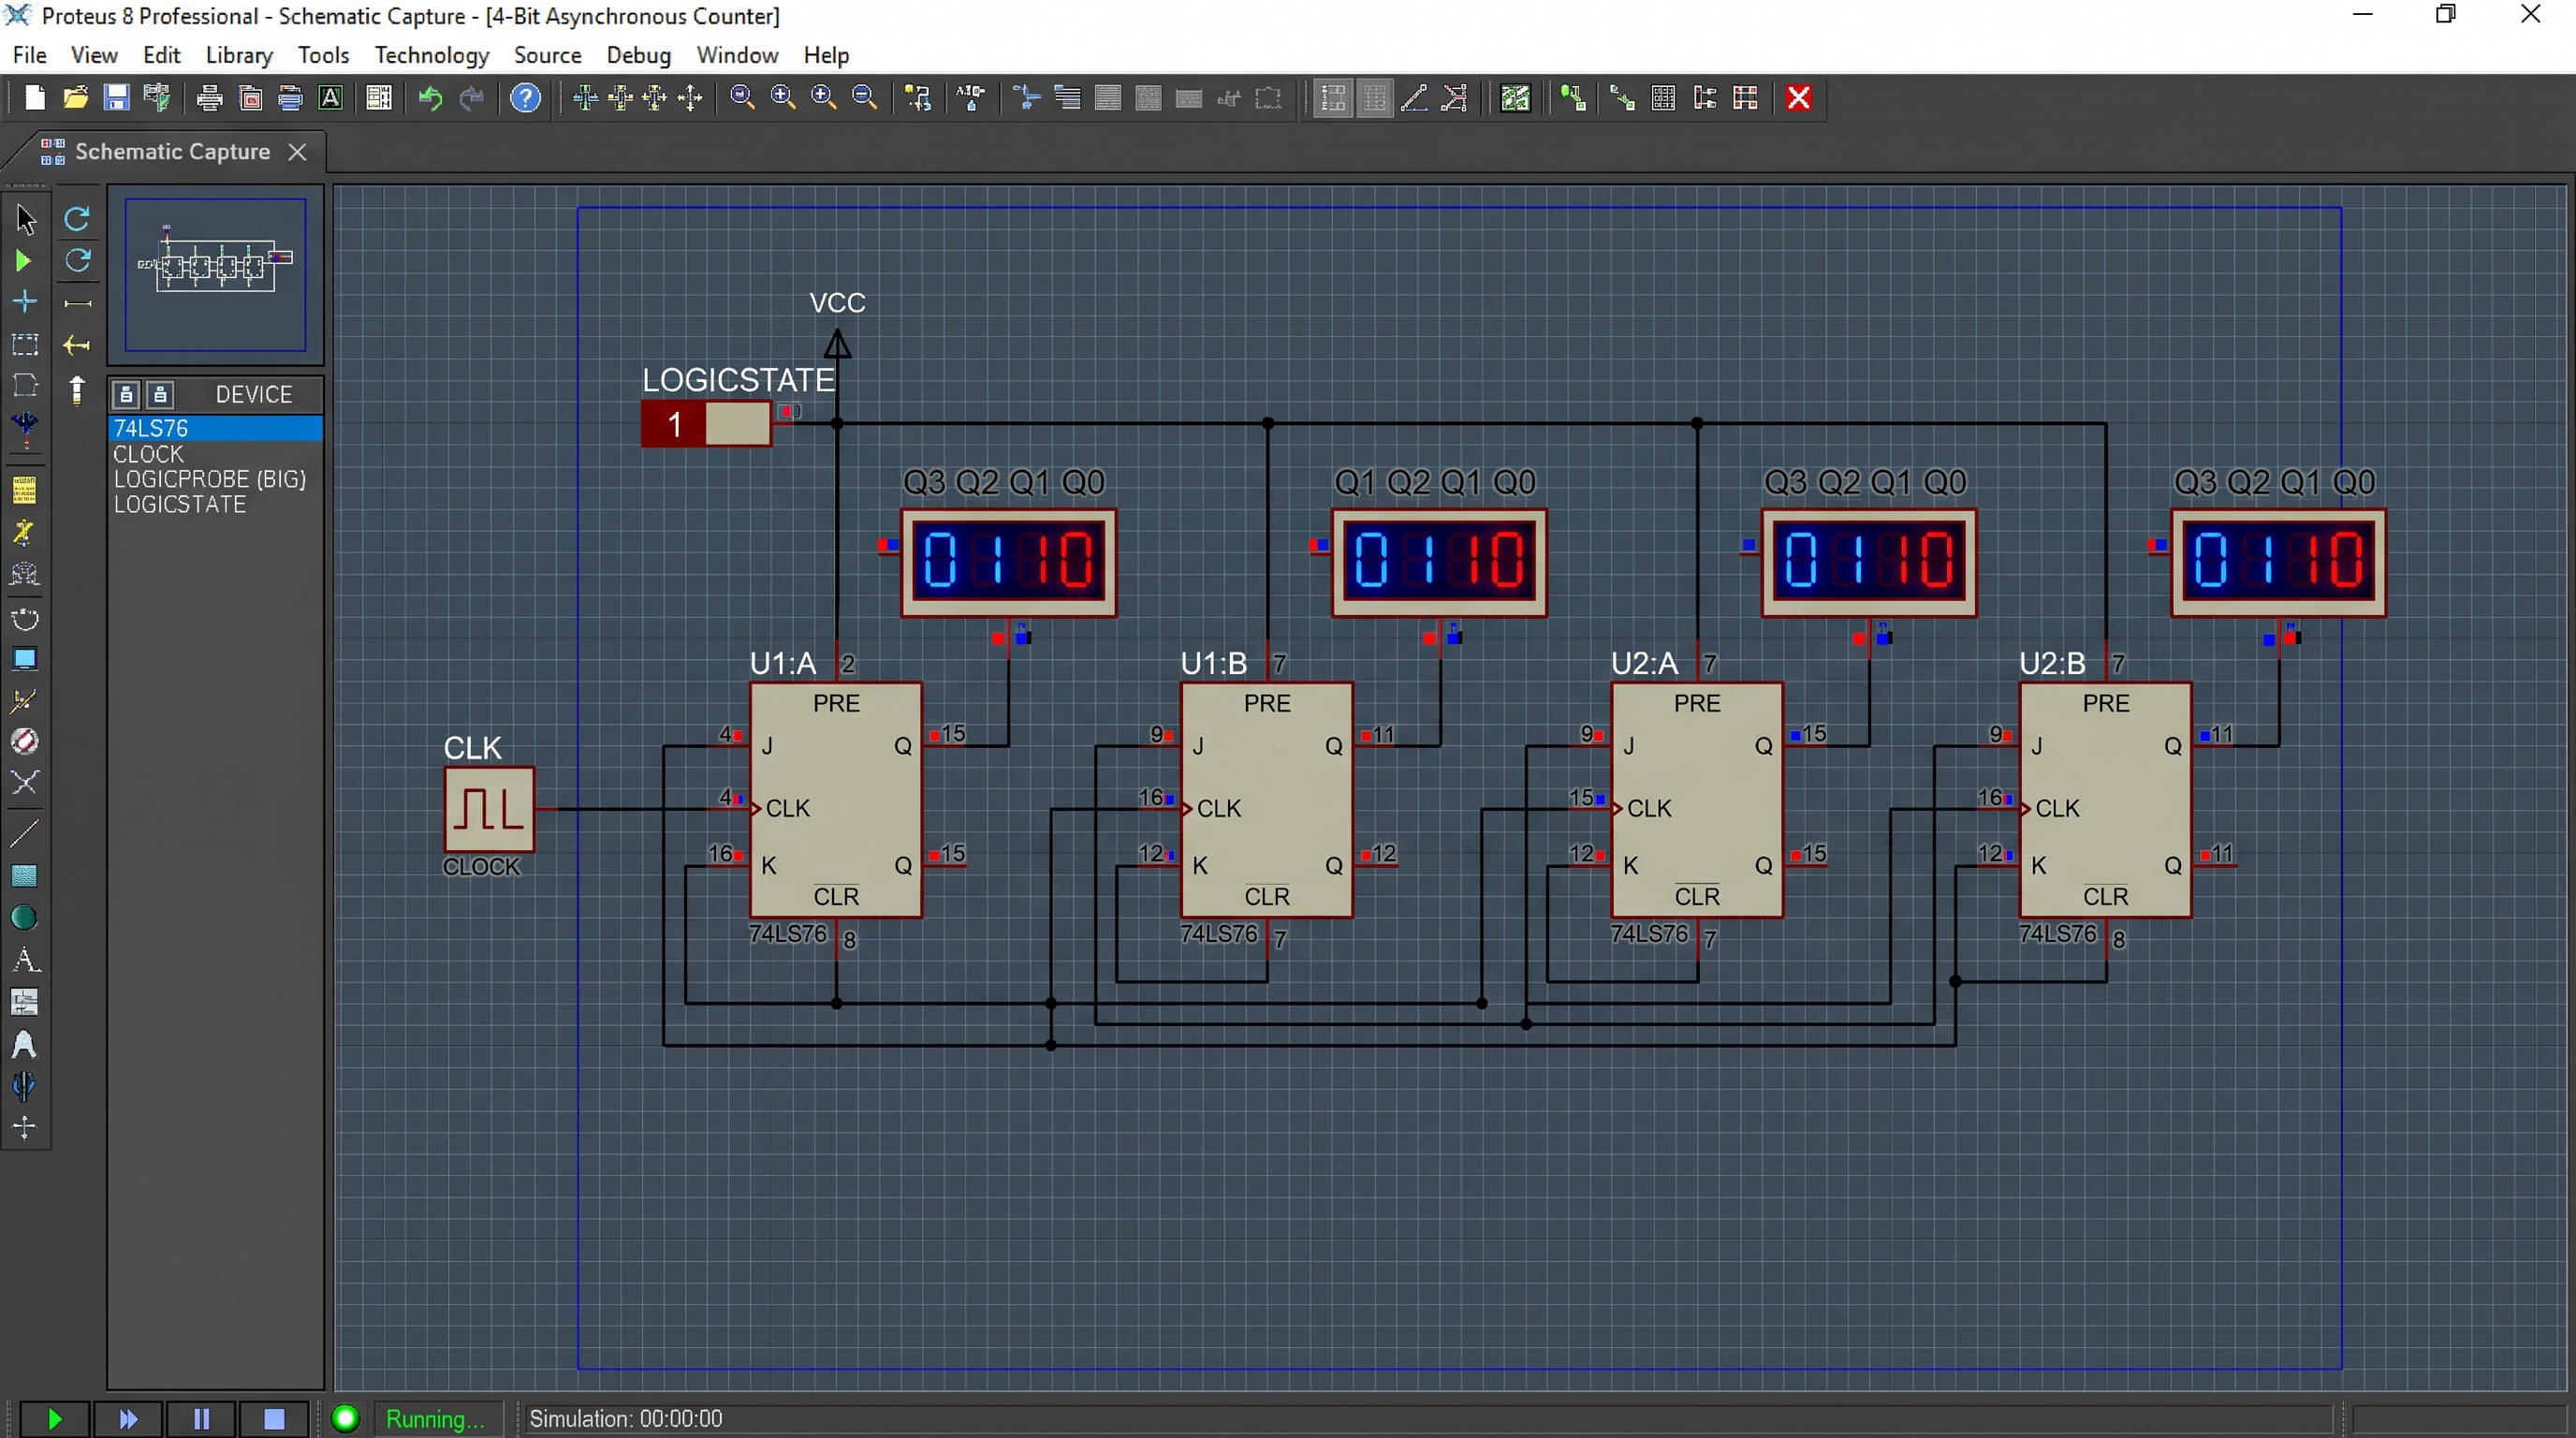 Proteus 8 Professional - Schematic Capture - [4-Bit Asynchronous Counter]
File View Edit Library Tools Technology Source Debug Window Help
Schematic Capture
DEVICE
74LS76
CLOCK
LOGICPROBE (BIG)
LOGICSTATE
VCC
LOGICSTATE
1
Q3 Q2 Q1 Q0
Q1 Q2 Q1 Q0
Q3 Q2 Q1 Q0
Q3 Q2 Q1 Q0
0110
0110
0110
0110
CLK
CLOCK
U1:A 2
PRE
4 J Q 15
4 CLK
16 K Q 15
CLR
74LS76 8
U1:B 7
PRE
9 J Q 11
16 CLK
12 K Q 12
CLR
74LS76 7
U2:A 7
PRE
9 J Q 15
15 CLK
12 K Q 15
CLR
74LS76 7
U2:B 7
PRE
9 J Q 11
16 CLK
12 K Q 11
CLR
74LS76 8
Running...
Simulation: 00:00:00